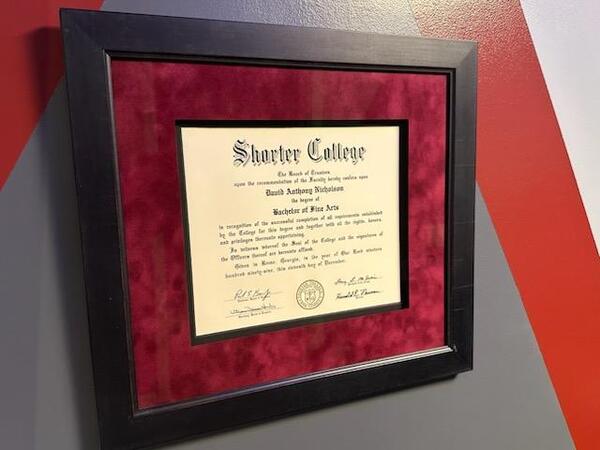 Shorter College
The Board of Trustees
upon the recommendation of the Faculty hereby confers upon
David Anthony Nicholson
the degree of
Bachelor of Fine Arts
in recognition of the successful completion of all requirements established
by the College for this degree and together with all the rights, honors,
and privileges thereunto appertaining.
In witness whereof the Seal of the College and the signatures of
the Officers thereof are hereunto affixed.
Given in Rome, Georgia, in the year of Our Lord nineteen
hundred ninety-nine, this eleventh day of December.